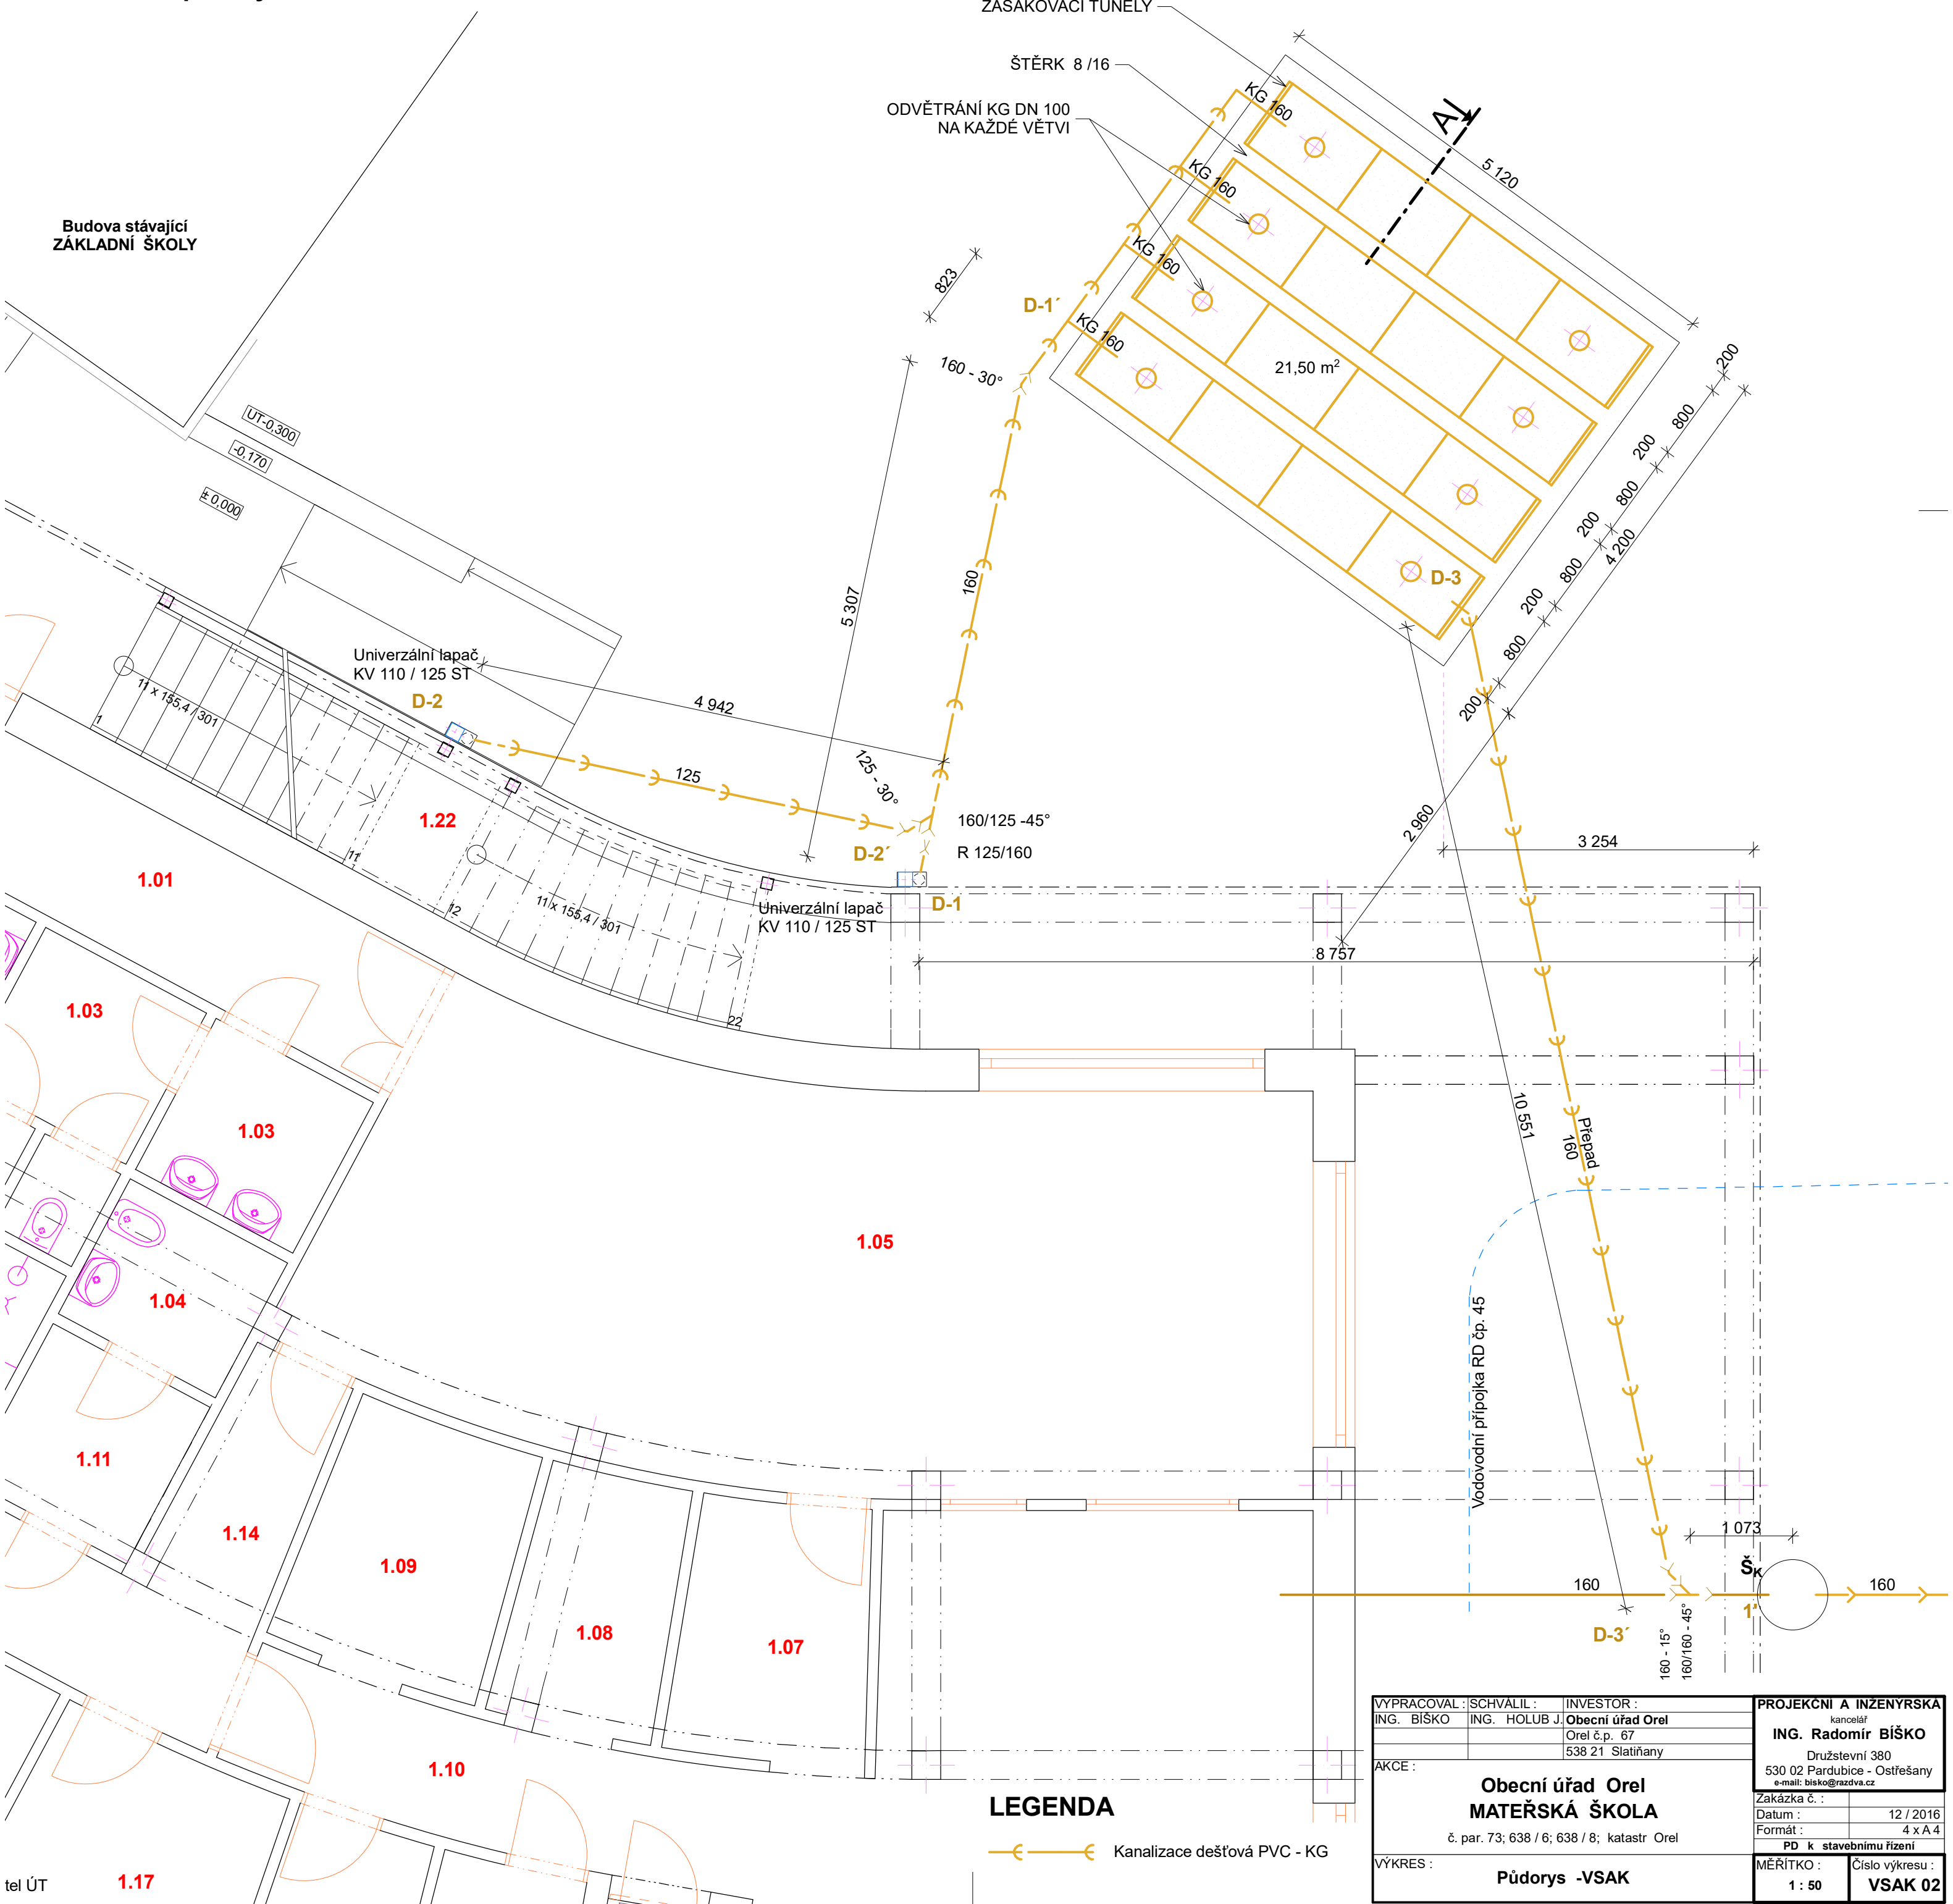 ZASAKOVACÍ TUNELY
ŠTĚRK 8 /16
ODVĚTRÁNÍ KG DN 100
NA KAŽDÉ VĚTVI
KG 160
KG 160
KG 160
KG 160
A
5 120
Budova stávající
ZÁKLADNÍ ŠKOLY
823
D-1´
160 - 30°
21,50 m²
200
800
200
800
200
800
200
800
200
4 200
UT-0,300
-0,170
± 0,000
5 307
160
D-3
Univerzální lapač
KV 110 / 125 ST
D-2
11 x 155,4 / 301
1
4 942
125
125 - 30°
160/125 -45°
D-2´
R 125/160
2 960
3 254
1.22
11
1.01
12
11 x 155,4 / 301
Univerzální lapač
KV 110 / 125 ST
D-1
8 757
22
1.03
1.03
10 551
Přepad
160
1.05
1.04
Vodovodní přípojka RD čp. 45
1.11
1.14
1.09
1.08
1.07
1 073
ŠK
160
160
1'
D-3´
160 - 15°
160/160 - 45°
1.10
1.17
tel ÚT
LEGENDA
Kanalizace dešťová PVC - KG
VYPRACOVAL : SCHVÁLIL : INVESTOR :
ING. BÍŠKO ING. HOLUB J. Obecní úřad Orel
Orel č.p. 67
538 21 Slatiňany
AKCE :
Obecní úřad Orel
MATEŘSKÁ ŠKOLA
č. par. 73; 638 / 6; 638 / 8; katastr Orel
VÝKRES :
Půdorys -VSAK
PROJEKČNÍ A INŽENÝRSKÁ
kancelář
ING. Radomír BÍŠKO
Družstevní 380
530 02 Pardubice - Ostřešany
e-mail: bisko@razdva.cz
Zakázka č. :
Datum : 12 / 2016
Formát : 4 x A 4
PD k stavebnímu řízení
MĚŘÍTKO : Číslo výkresu :
1 : 50 VSAK 02